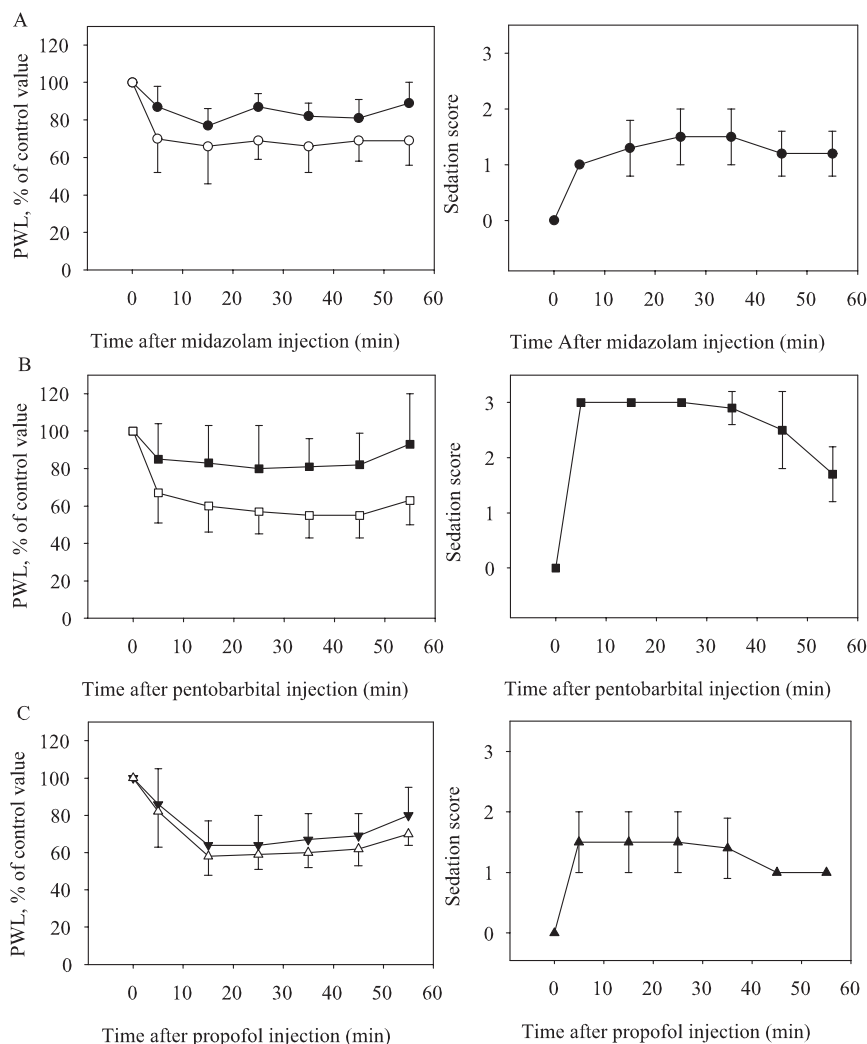 A
PWL, % of control value
120
100
80
60
40
20
0
0 10 20 30 40 50 60
Time after midazolam injection (min)
Sedation score
3
2
1
0
0 10 20 30 40 50 60
Time After midazolam injection (min)
B
PWL, % of control value
120
100
80
60
40
20
0
0 10 20 30 40 50 60
Time after pentobarbital injection (min)
Sedation score
3
2
1
0
0 10 20 30 40 50 60
Time after pentobarbital injection (min)
C
PWL, % of control value
120
100
80
60
40
20
0
0 10 20 30 40 50 60
Time after propofol injection (min)
Sedation score
3
2
1
0
0 10 20 30 40 50 60
Time after propofol injection (min)